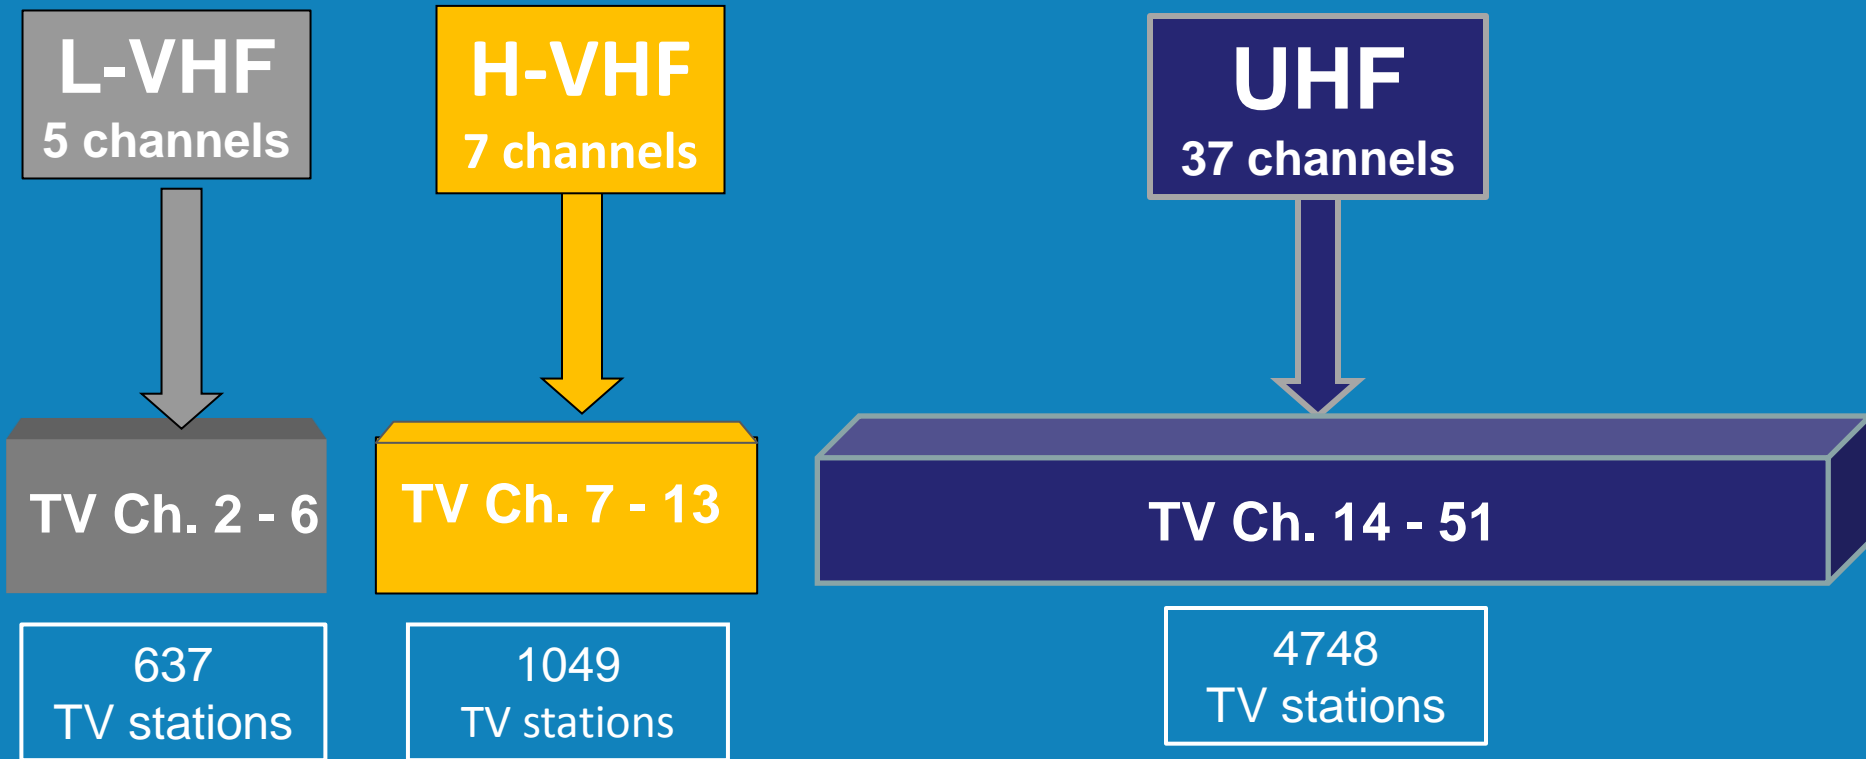 L-VHF
5 channels
H-VHF
7 channels
UHF
37 channels
TV Ch. 2 - 6
TV Ch. 7 - 13
TV Ch. 14 - 51
637
TV stations
1049
TV stations
4748
TV stations